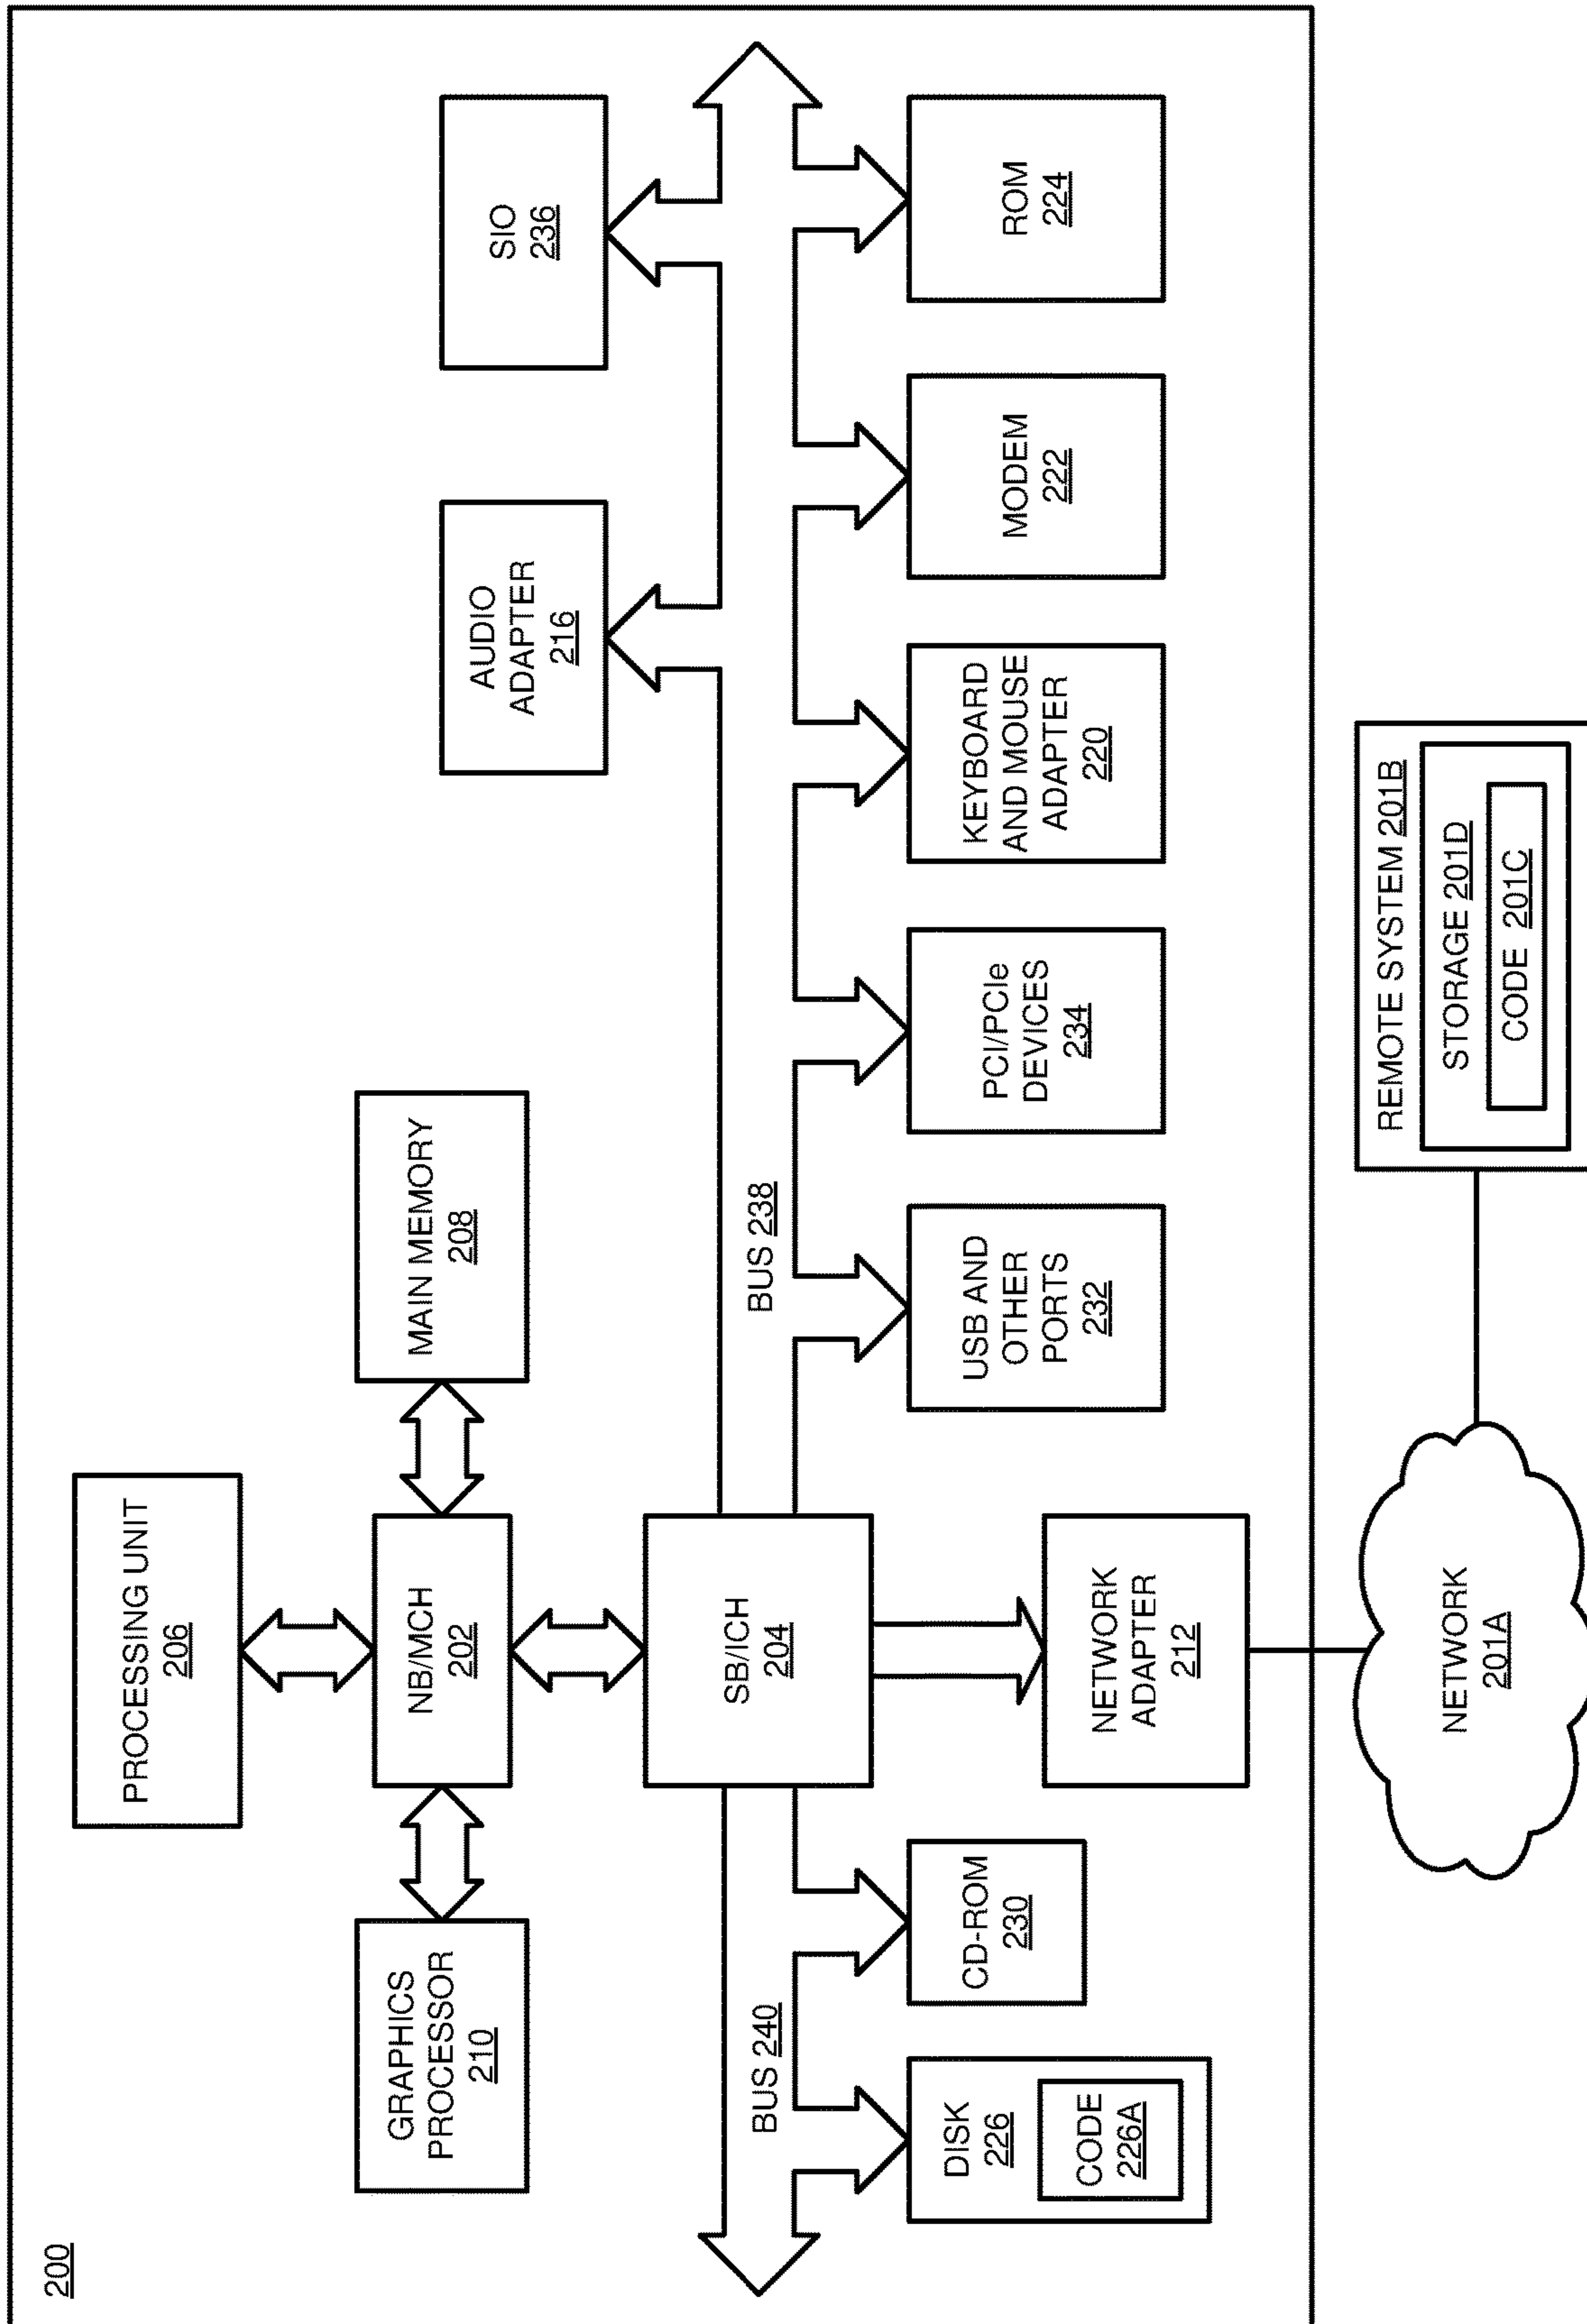 200
PROCESSING UNIT
206
GRAPHICS
PROCESSOR
210
NB/MCH
202
MAIN MEMORY
208
AUDIO
ADAPTER
216
SIO
236
SB/ICH
204
BUS 240
BUS 238
DISK
226
CODE
226A
CD-ROM
230
NETWORK
ADAPTER
212
USB AND
OTHER
PORTS
232
PCI/PCIe
DEVICES
234
KEYBOARD
AND MOUSE
ADAPTER
220
MODEM
222
ROM
224
NETWORK
201A
REMOTE SYSTEM 201B
STORAGE 201D
CODE 201C